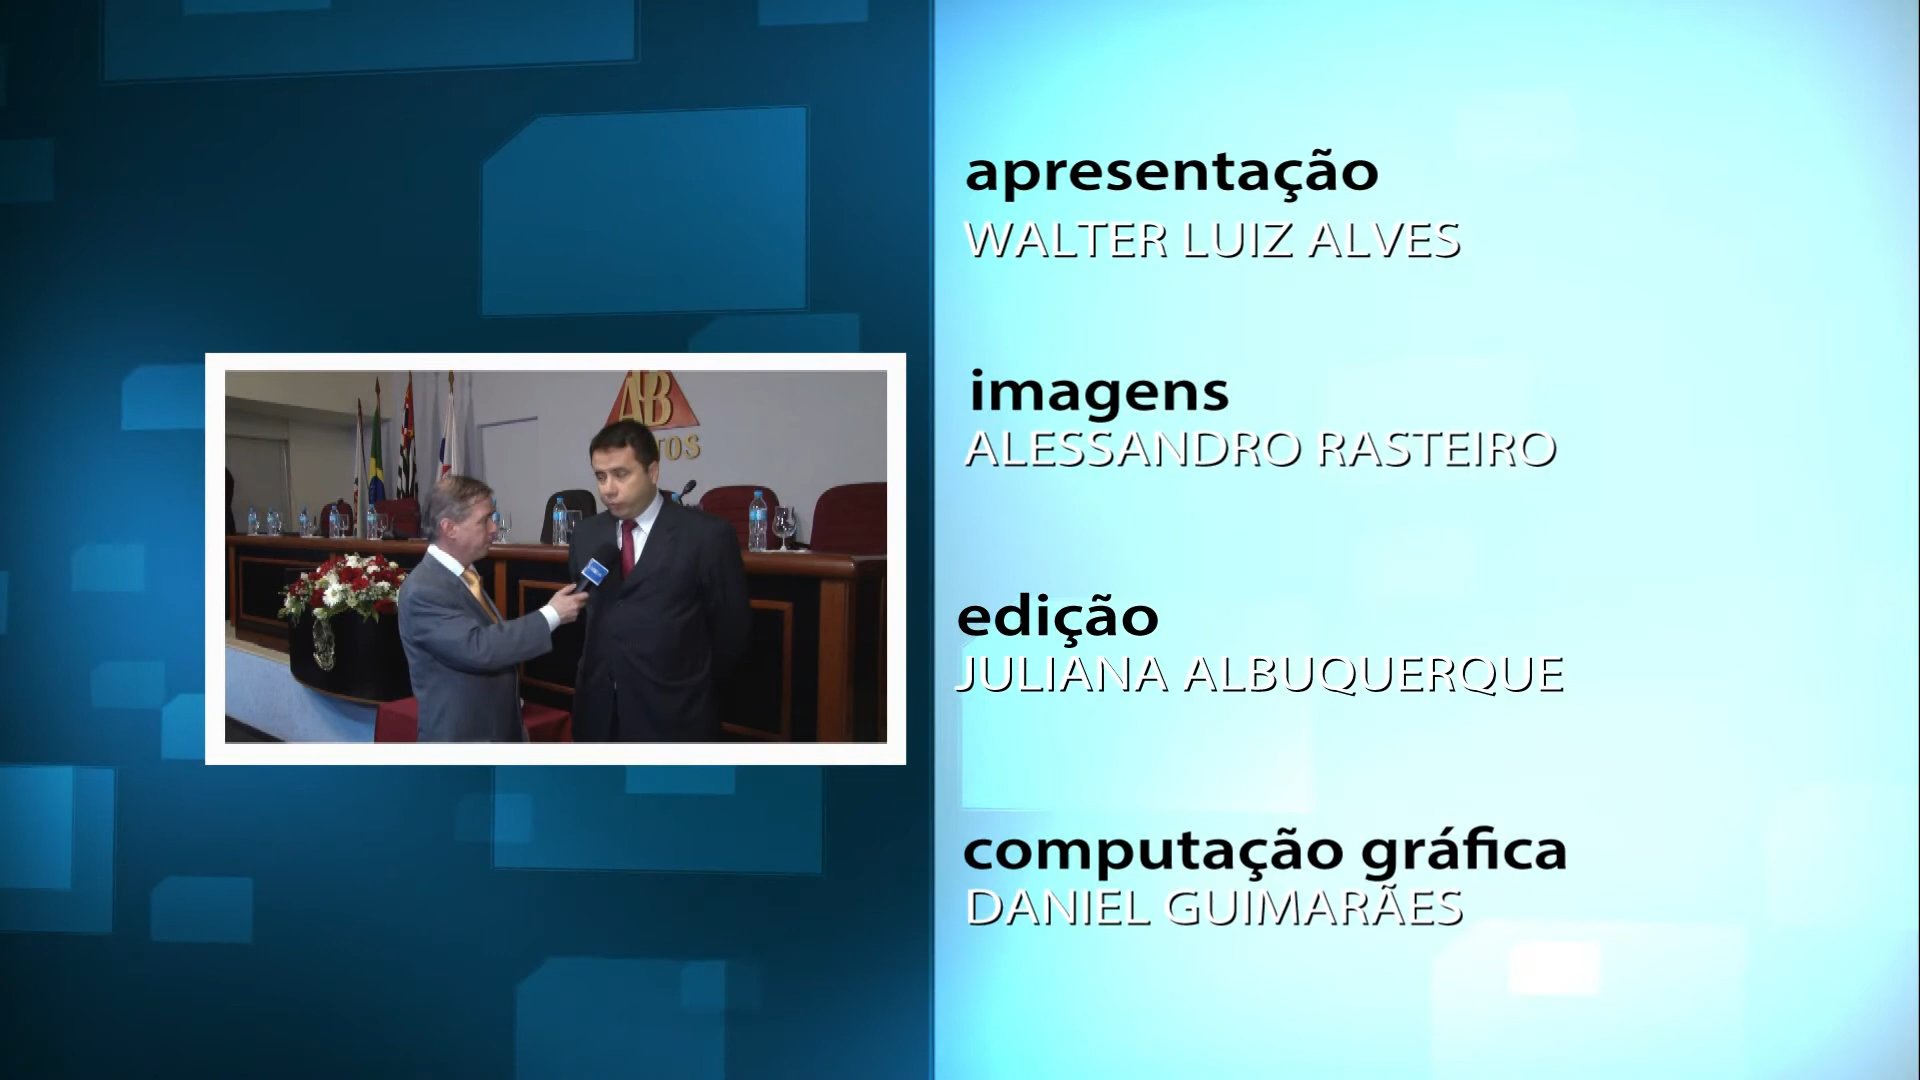 apresentação
WALTER LUIZ ALVES
imagens
ALESSANDRO RASTEIRO
edição
JULIANA ALBUQUERQUE
computação gráfica
DANIEL GUIMARÃES